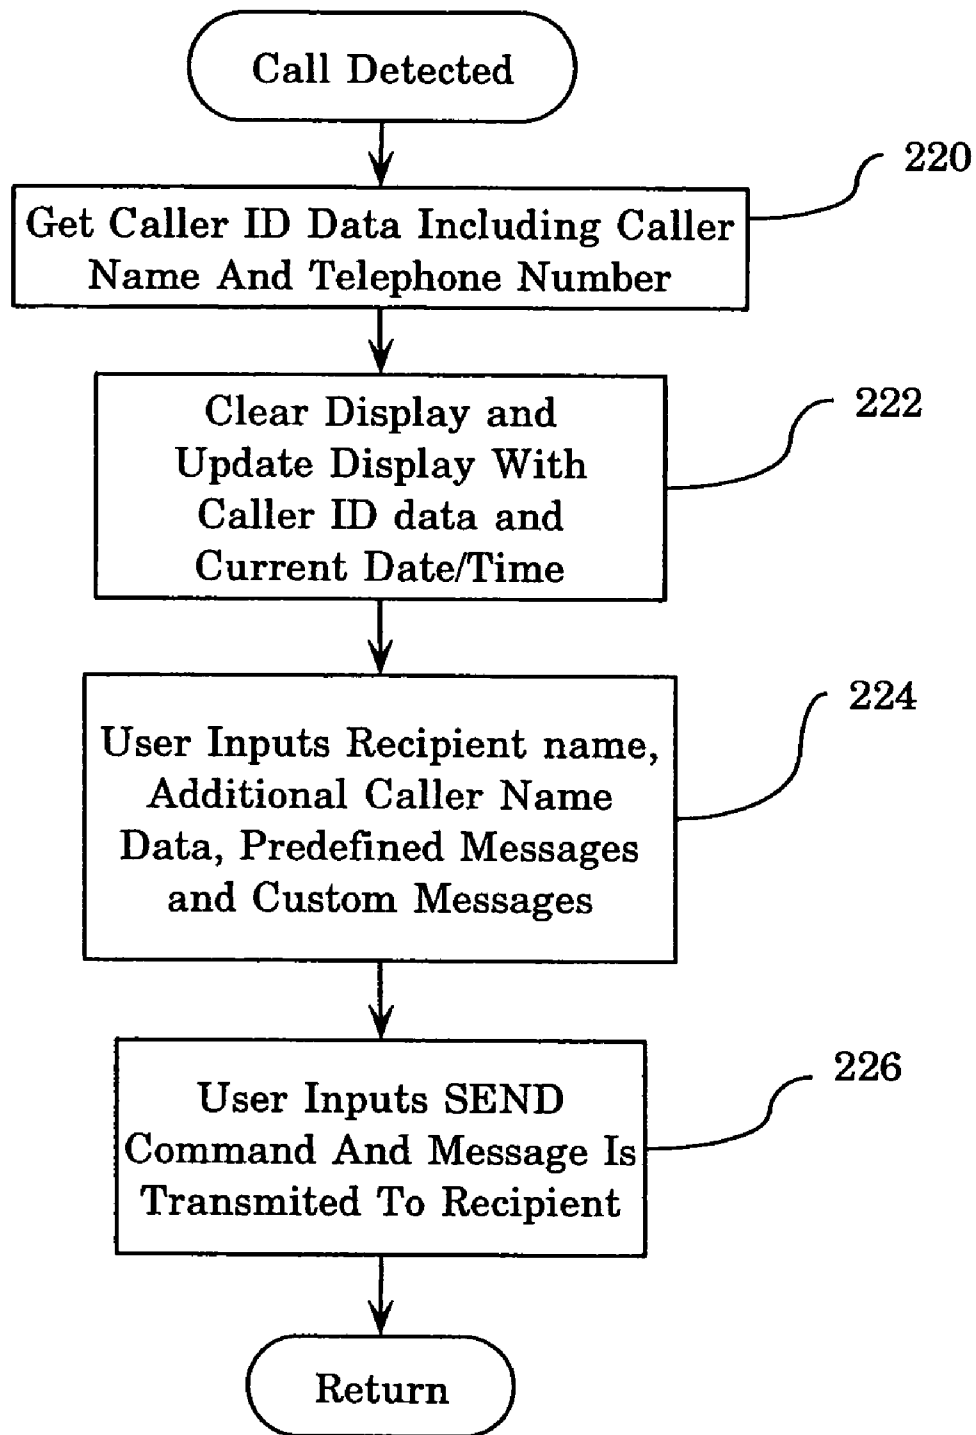 Call Detected
220
Get Caller ID Data Including Caller
Name And Telephone Number
222
Clear Display and
Update Display With
Caller ID data and
Current Date/Time
224
User Inputs Recipient name,
Additional Caller Name
Data, Predefined Messages
and Custom Messages
226
User Inputs SEND
Command And Message Is
Transmited To Recipient
Return